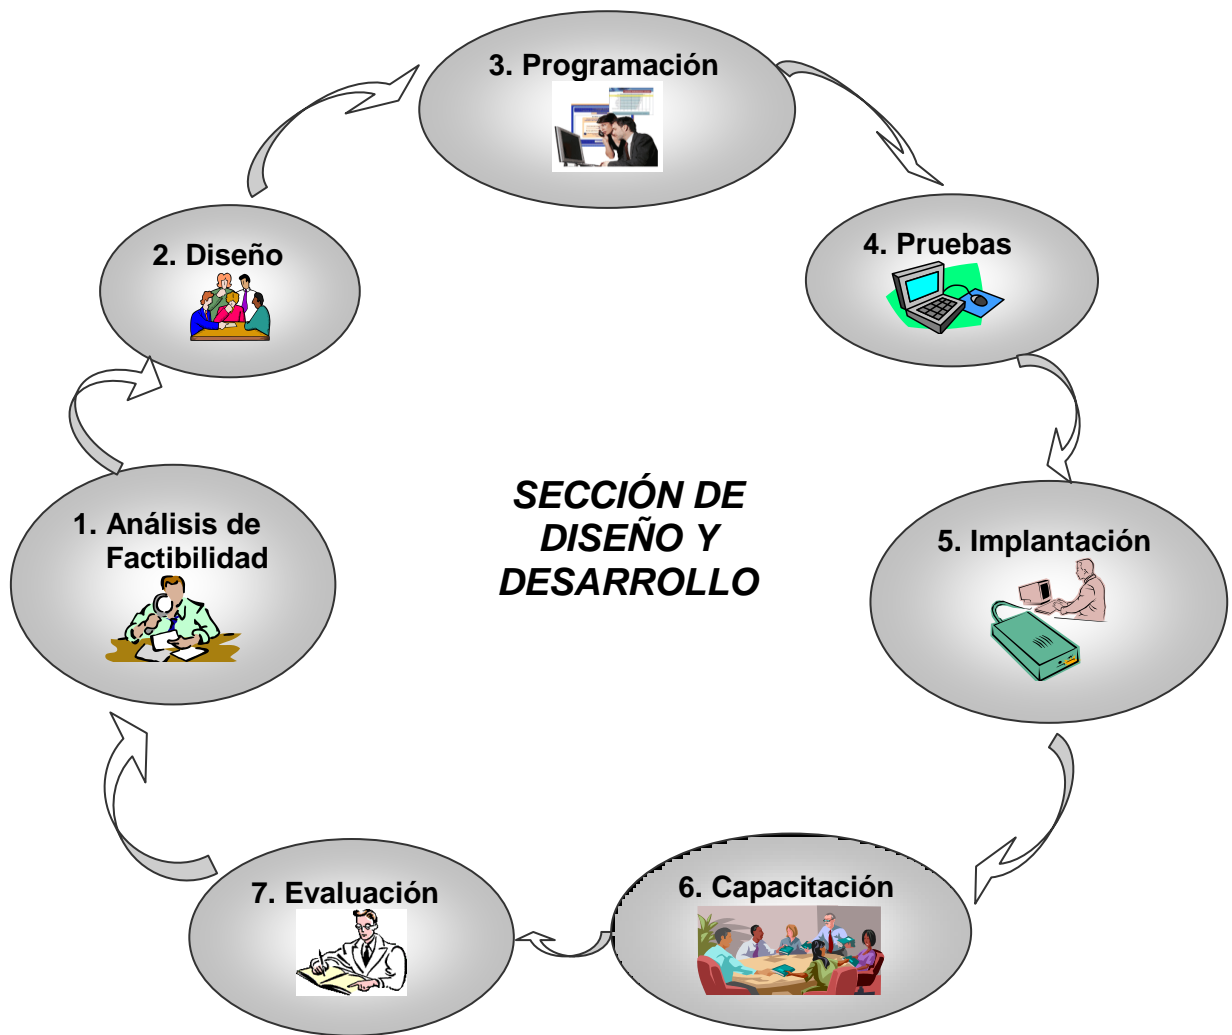 3. Programación
2. Diseño
4. Pruebas
1. Análisis de
Factibilidad
SECCIÓN DE
DISEÑO Y
DESARROLLO
5. Implantación
7. Evaluación
6. Capacitación